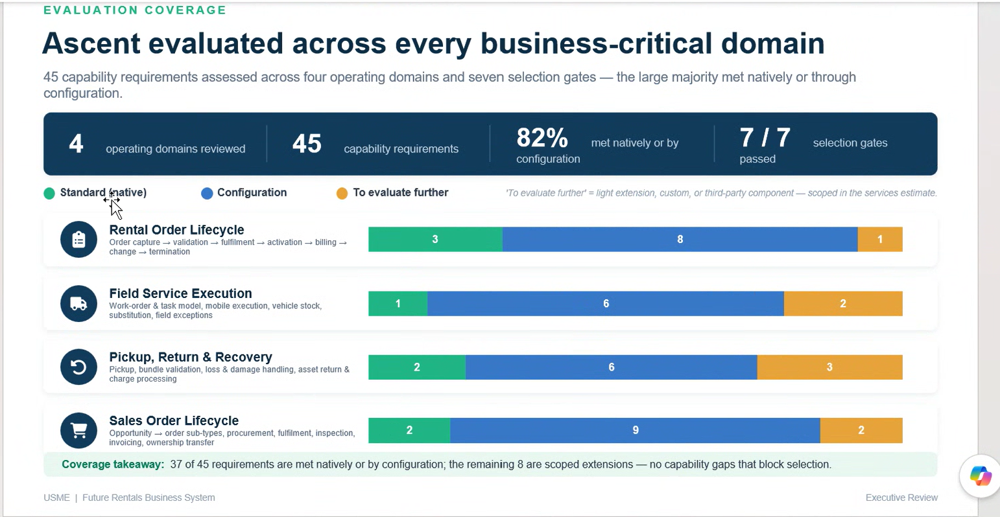 EVALUATION COVERAGE
Ascent evaluated across every business-critical domain
45 capability requirements assessed across four operating domains and seven selection gates — the large majority met natively or through
configuration.
4 operating domains reviewed
45 capability requirements
82% met natively or by
configuration
7 / 7 selection gates
passed
Standard (native)
Configuration
To evaluate further
'To evaluate further' = light extension, custom, or third-party component — scoped in the services estimate.
Rental Order Lifecycle
Order capture → validation → fulfilment → activation → billing →
change → termination
3 8 1
Field Service Execution
Work-order & task model, mobile execution, vehicle stock,
substitution, field exceptions
1 6 2
Pickup, Return & Recovery
Pickup, bundle validation, loss & damage handling, asset return &
charge processing
2 6 3
Sales Order Lifecycle
Opportunity → order sub-types, procurement, fulfilment, inspection,
invoicing, ownership transfer
2 9 2
Coverage takeaway: 37 of 45 requirements are met natively or by configuration; the remaining 8 are scoped extensions — no capability gaps that block selection.
USME | Future Rentals Business System
Executive Review